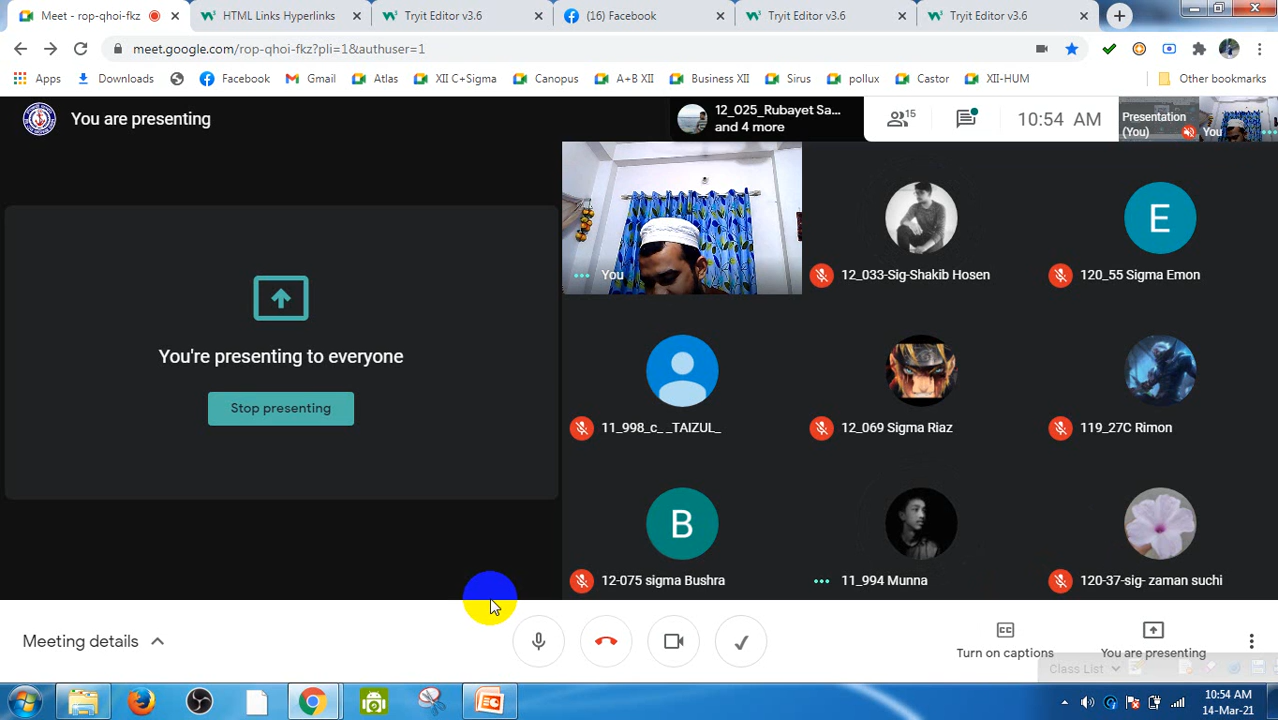 Meet - rop-qhoi-fkz
HTML Links Hyperlinks
Tryit Editor v3.6
(16) Facebook
Tryit Editor v3.6
Tryit Editor v3.6
meet.google.com/rop-qhoi-fkz?pli=1&authuser=1
Apps
Downloads
Facebook
Gmail
Atlas
XII C+Sigma
Canopus
A+B XII
Business XII
Sirus
pollux
Castor
XII-HUM
Other bookmarks
You are presenting
12_025_Rubayet Sa...
and 4 more
15
10:54 AM
Presentation
(You)
You
You
12_033-Sig-Shakib Hosen
E
120_55 Sigma Emon
You're presenting to everyone
Stop presenting
11_998_c_ _TAIZUL_
12_069 Sigma Riaz
119_27C Rimon
B
12-075 sigma Bushra
11_994 Munna
120-37-sig- zaman suchi
Meeting details
CC
Turn on captions
You are presenting
Class List
10:54 AM
14-Mar-21